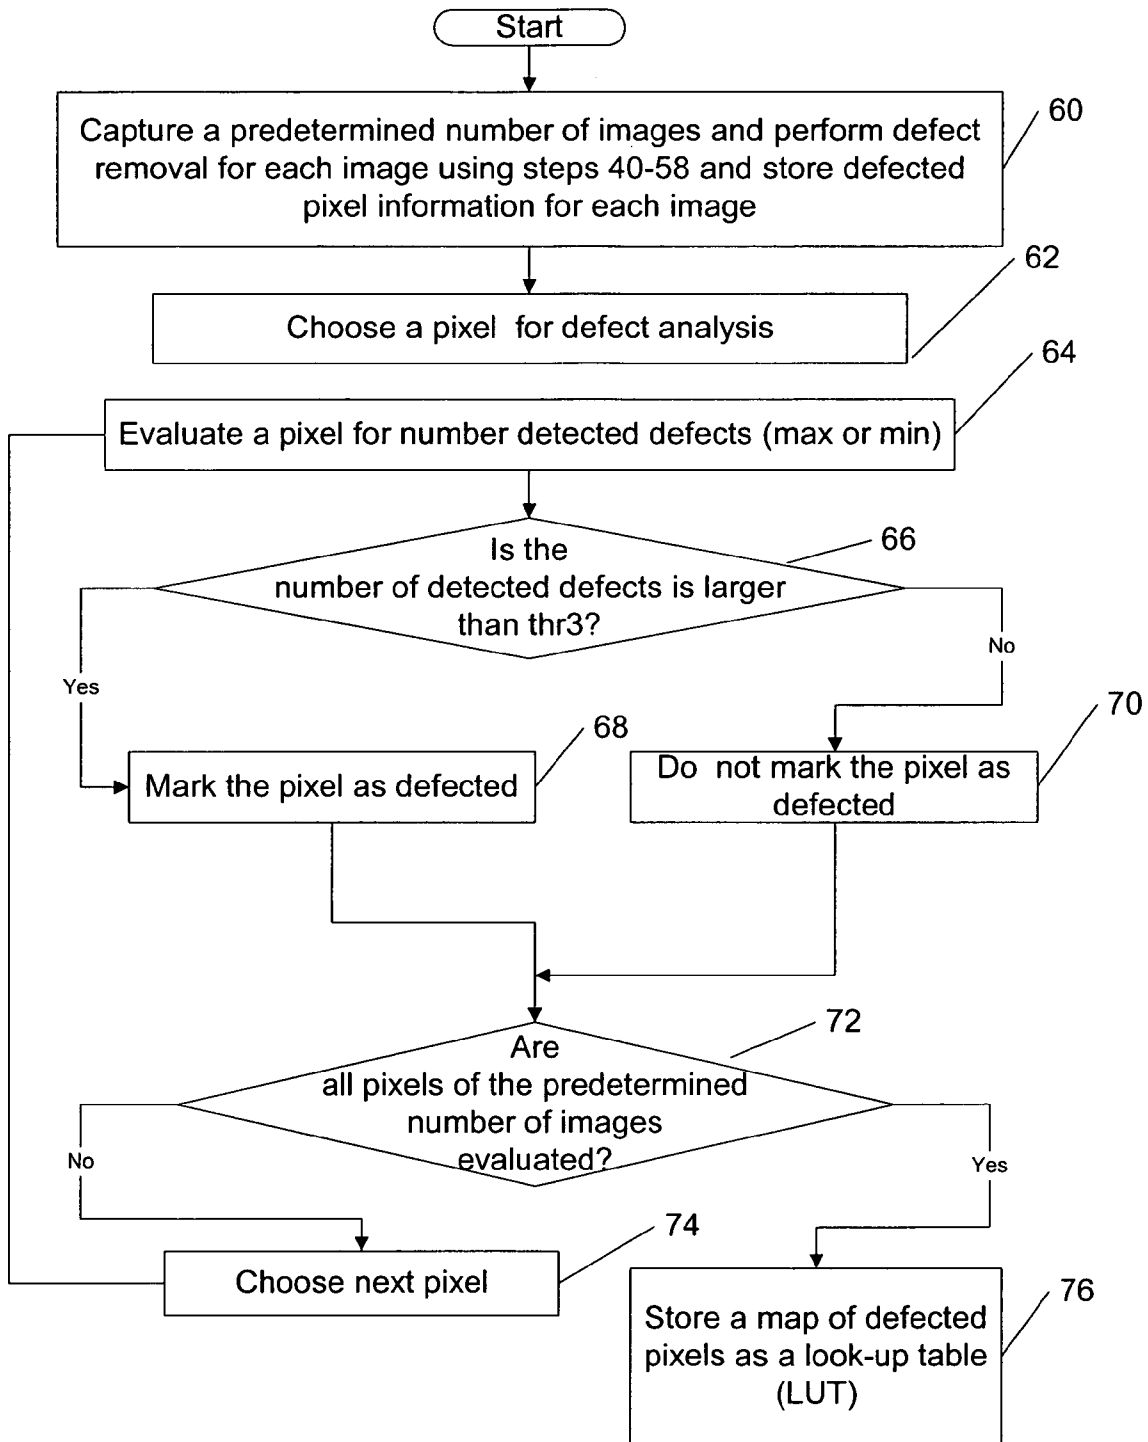 Start
60
Capture a predetermined number of images and perform defect
removal for each image using steps 40-58 and store defected
pixel information for each image
62
Choose a pixel for defect analysis
64
Evaluate a pixel for number detected defects (max or min)
66
Is the
number of detected defects is larger
than thr3?
No
Yes
68
70
Mark the pixel as defected
Do not mark the pixel as
defected
72
Are
all pixels of the predetermined
number of images
evaluated?
No
Yes
74
Choose next pixel
76
Store a map of defected
pixels as a look-up table
(LUT)